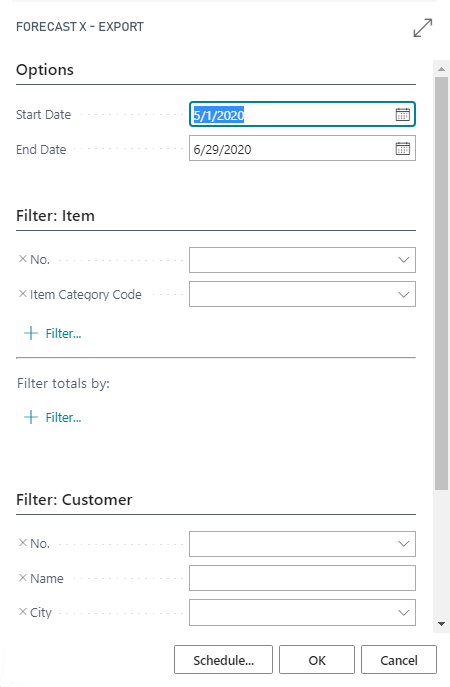 FORECAST X - EXPORT
Options
Start Date 5/1/2020
End Date 6/29/2020
Filter: Item
× No.
× Item Category Code
+ Filter...
Filter totals by:
+ Filter...
Filter: Customer
× No.
× Name
× City
Schedule... OK Cancel